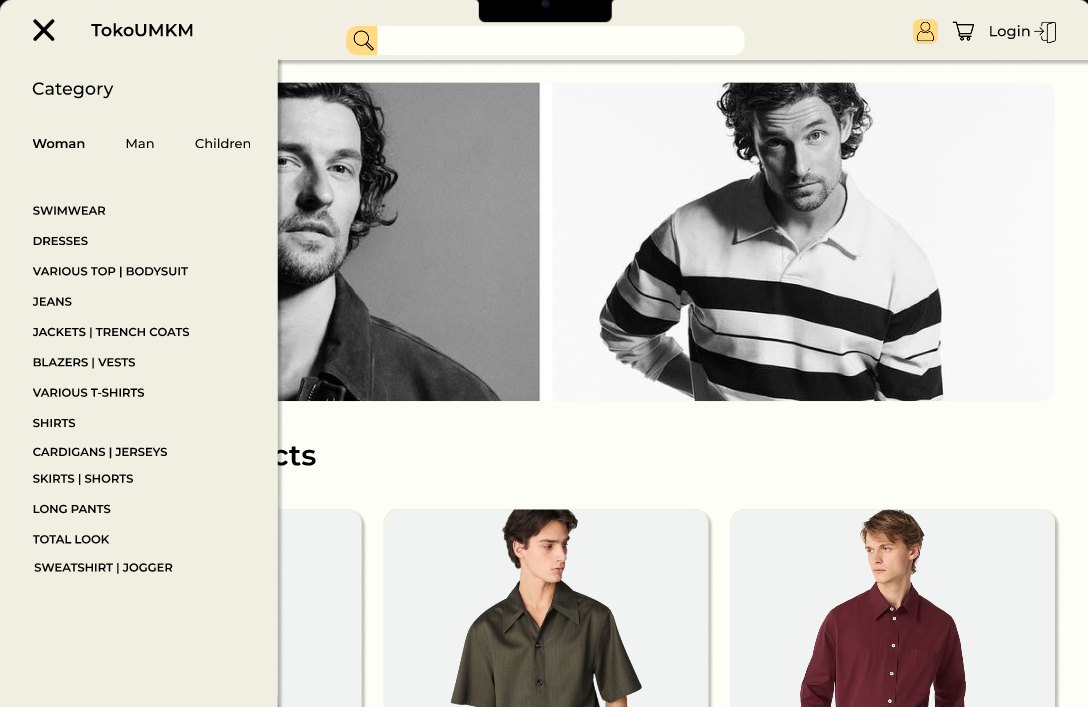 TokoUMKM
Login
Category
Woman Man Children
SWIMWEAR
DRESSES
VARIOUS TOP | BODYSUIT
JEANS
JACKETS | TRENCH COATS
BLAZERS | VESTS
VARIOUS T-SHIRTS
SHIRTS
CARDIGANS | JERSEYS
SKIRTS | SHORTS
LONG PANTS
TOTAL LOOK
SWEATSHIRT | JOGGER
cts